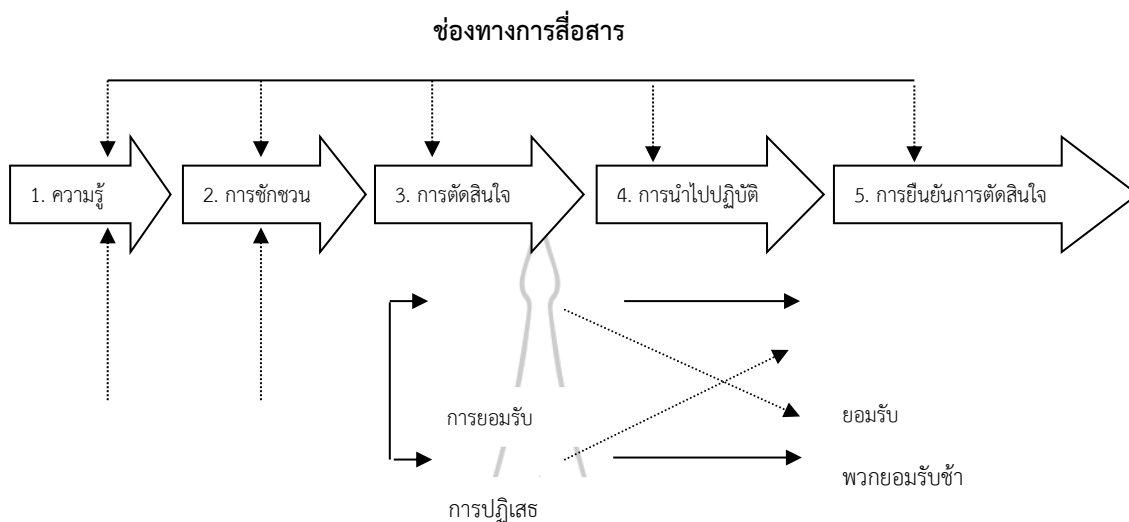 ช่องทางการสื่อสาร
1. ความรู้
2. การชักชวน
3. การตัดสินใจ
4. การนำไปปฏิบัติ
5. การยืนยันการตัดสินใจ
การยอมรับ
ยอมรับ
พวกยอมรับช้า
การปฏิเสธ